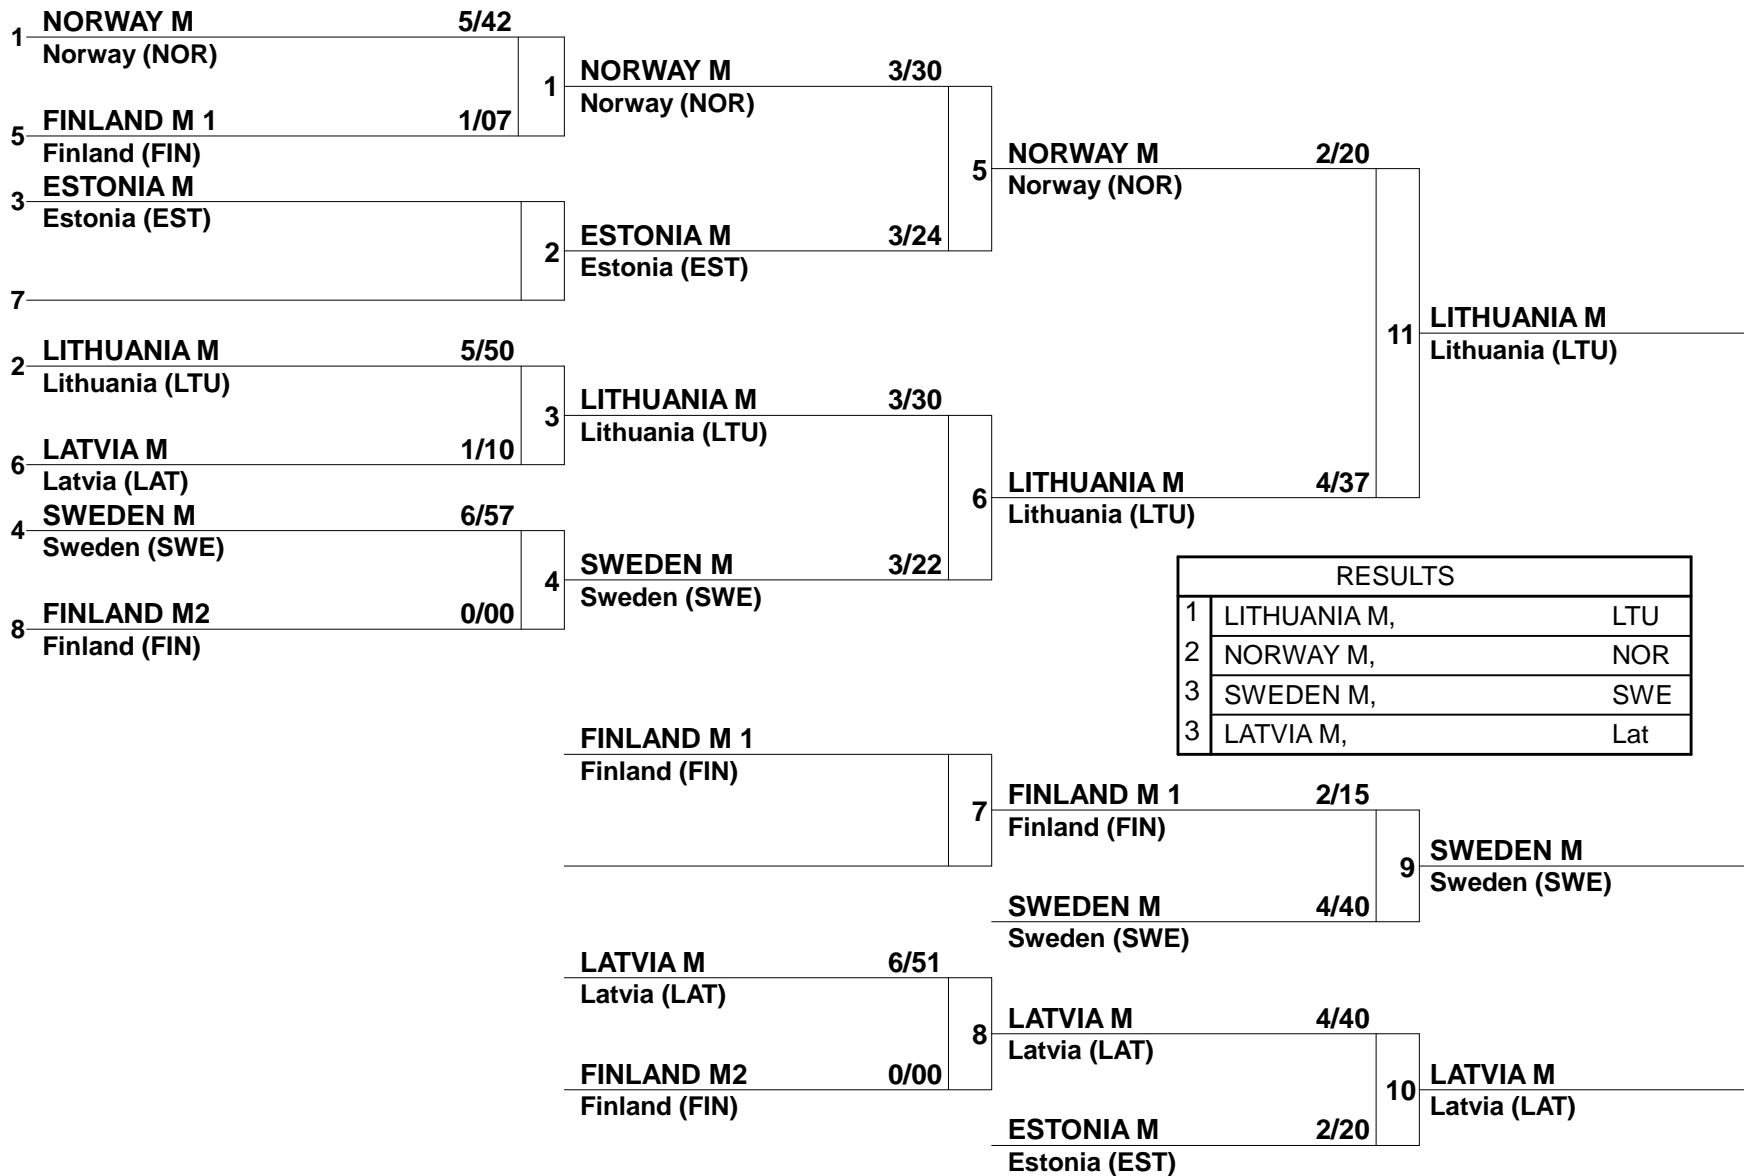 1 NORWAY M 5/42
Norway (NOR)
5 FINLAND M 1 1/07
Finland (FIN)
3 ESTONIA M
Estonia (EST)
7
2 LITHUANIA M 5/50
Lithuania (LTU)
6 LATVIA M 1/10
Latvia (LAT)
4 SWEDEN M 6/57
Sweden (SWE)
8 FINLAND M2 0/00
Finland (FIN)
1 NORWAY M 3/30
Norway (NOR)
2 ESTONIA M 3/24
Estonia (EST)
3 LITHUANIA M 3/30
Lithuania (LTU)
4 SWEDEN M 3/22
Sweden (SWE)
5 NORWAY M 2/20
Norway (NOR)
6 LITHUANIA M 4/37
Lithuania (LTU)
11 LITHUANIA M
Lithuania (LTU)
RESULTS
1 LITHUANIA M, LTU
2 NORWAY M, NOR
3 SWEDEN M, SWE
3 LATVIA M, Lat
FINLAND M 1
Finland (FIN)
7 FINLAND M 1 2/15
Finland (FIN)
SWEDEN M 4/40
Sweden (SWE)
9 SWEDEN M
Sweden (SWE)
LATVIA M 6/51
Latvia (LAT)
FINLAND M2 0/00
Finland (FIN)
8 LATVIA M 4/40
Latvia (LAT)
ESTONIA M 2/20
Estonia (EST)
10 LATVIA M
Latvia (LAT)